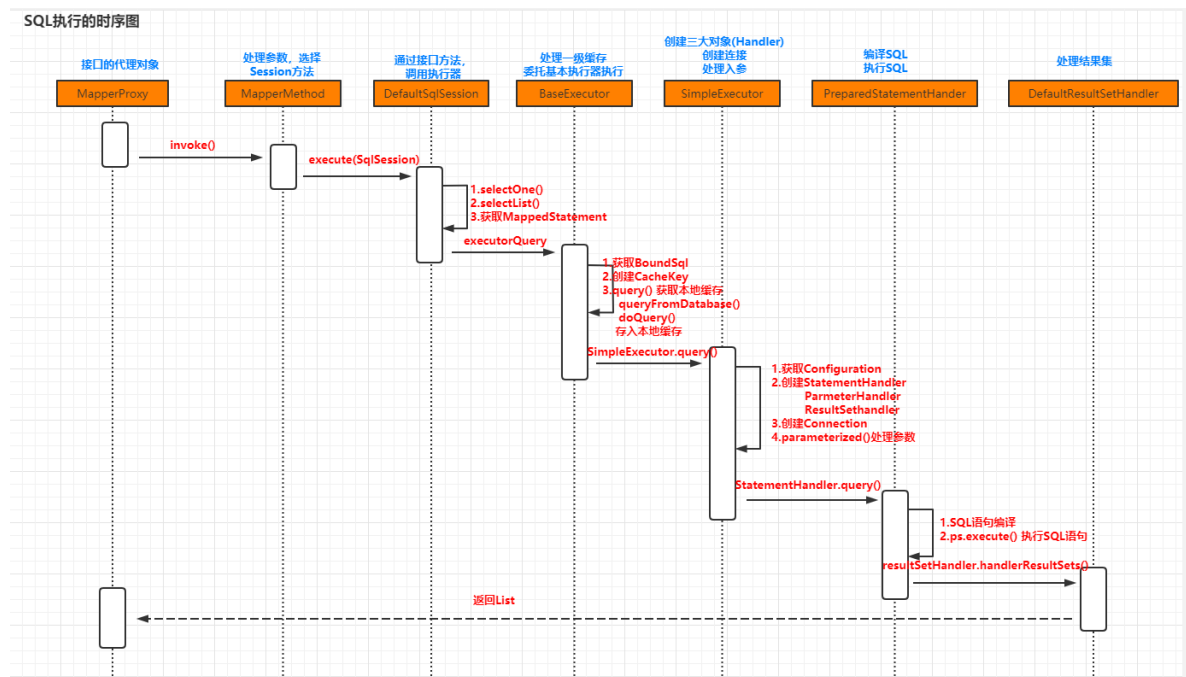 SQL执行的时序图
接口的代理对象
处理参数，选择
Session方法
通过接口方法，
调用执行器
处理一级缓存
委托基本执行器执行
创建三大对象(Handler)
创建连接
处理入参
编译SQL
执行SQL
处理结果集
MapperProxy
MapperMethod
DefaultSqlSession
BaseExecutor
SimpleExecutor
PreparedStatementHander
DefaultResultSetHandler
invoke()
execute(SqlSession)
1.selectOne()
2.selectList()
3.获取MappedStatement
executorQuery
1.获取BoundSql
2.创建CacheKey
3.query() 获取本地缓存
queryFromDatabase()
doQuery()
存入本地缓存
SimpleExecutor.query()
1.获取Configuration
2.创建StatementHandler
ParmeterHandler
ResultSethandler
3.创建Connection
4.parameterized()处理参数
StatementHandler.query()
1.SQL语句编译
2.ps.execute() 执行SQL语句
resultSetHandler.handlerResultSets()
返回List